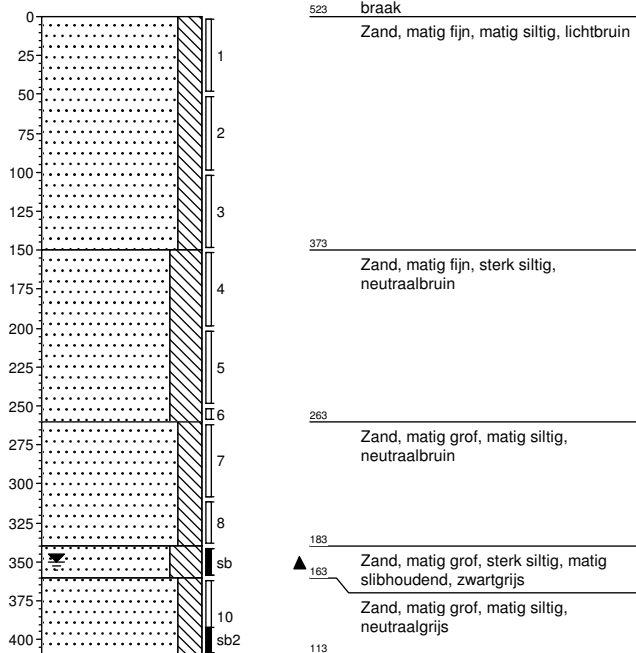 0
25
50
75
100
125
150
175
200
225
250
275
300
325
350
375
400
1
2
3
4
5
6
7
8
sb
10
sb2
523 braak
Zand, matig fijn, matig siltig, lichtbruin
373
Zand, matig fijn, sterk siltig,
neutraalbruin
263
Zand, matig grof, matig siltig,
neutraalbruin
183
Zand, matig grof, sterk siltig, matig
slibhoudend, zwartgrijs
163
Zand, matig grof, matig siltig,
neutraalgrijs
113